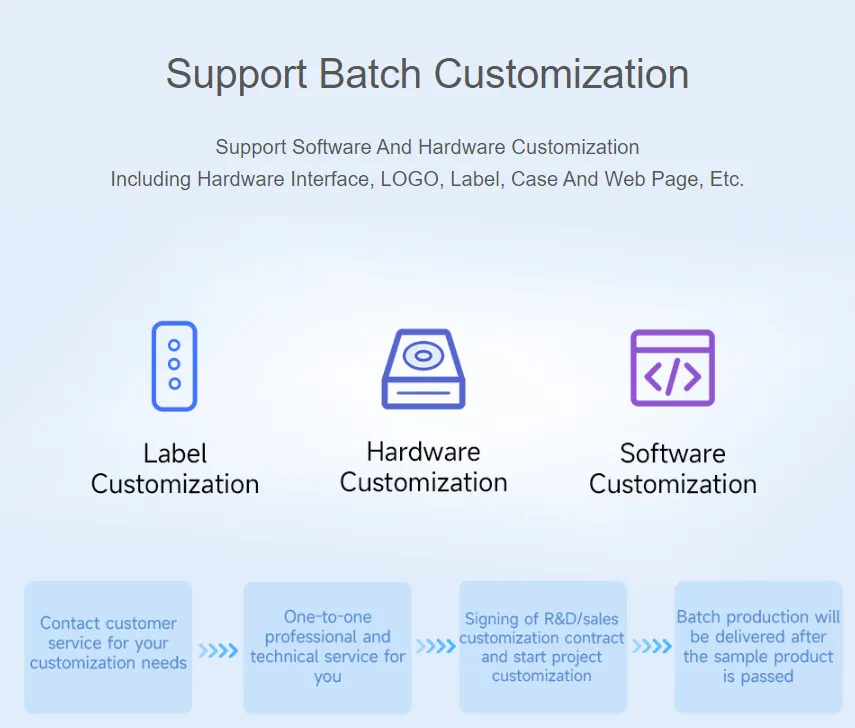 Support Batch Customization
Support Software And Hardware Customization
Including Hardware Interface, LOGO, Label, Case And Web Page, Etc.
Label
Customization
Hardware
Customization
Software
Customization
Contact customer
service for your
customization needs
One-to-one
professional and
technical service for
you
Signing of R&D/sales
customization contract
and start project
customization
Batch production will
be delivered after
the sample product
is passed